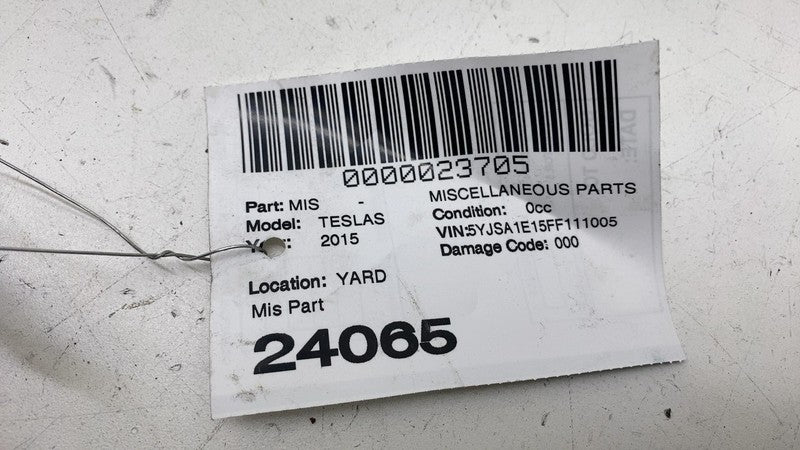 0000023705
Part: MIS - MISCELLANEOUS PARTS
Model: TESLAS Condition: 0cc
2015 VIN:5YJSA1E15FF111005
Damage Code: 000
Location: YARD
Mis Part
24065
DATE: